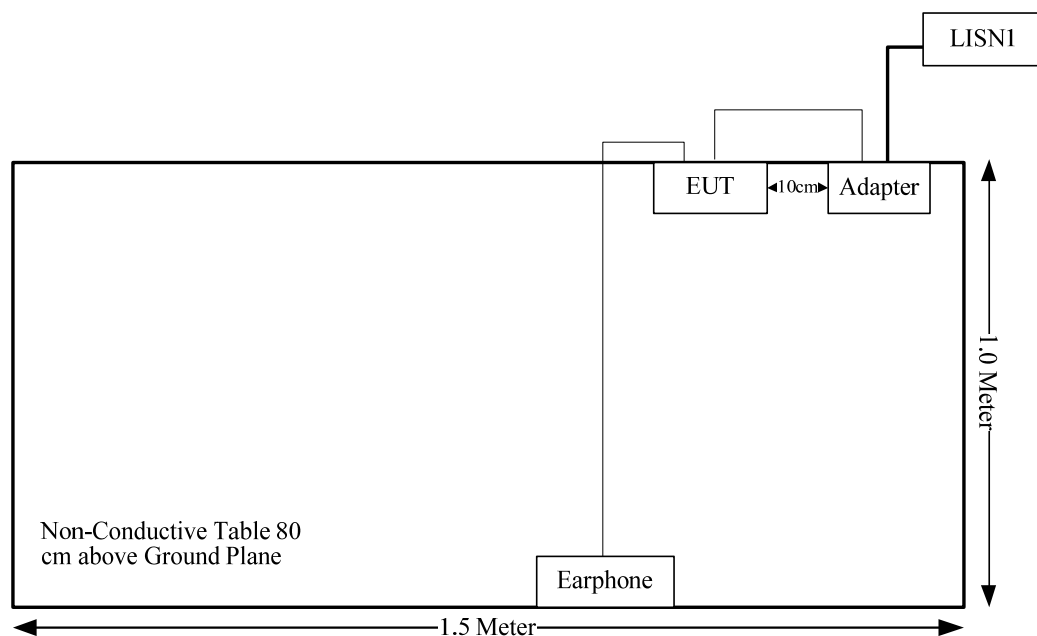 LISN1
EUT
10cm
Adapter
1.0 Meter
Non-Conductive Table 80
cm above Ground Plane
Earphone
1.5 Meter